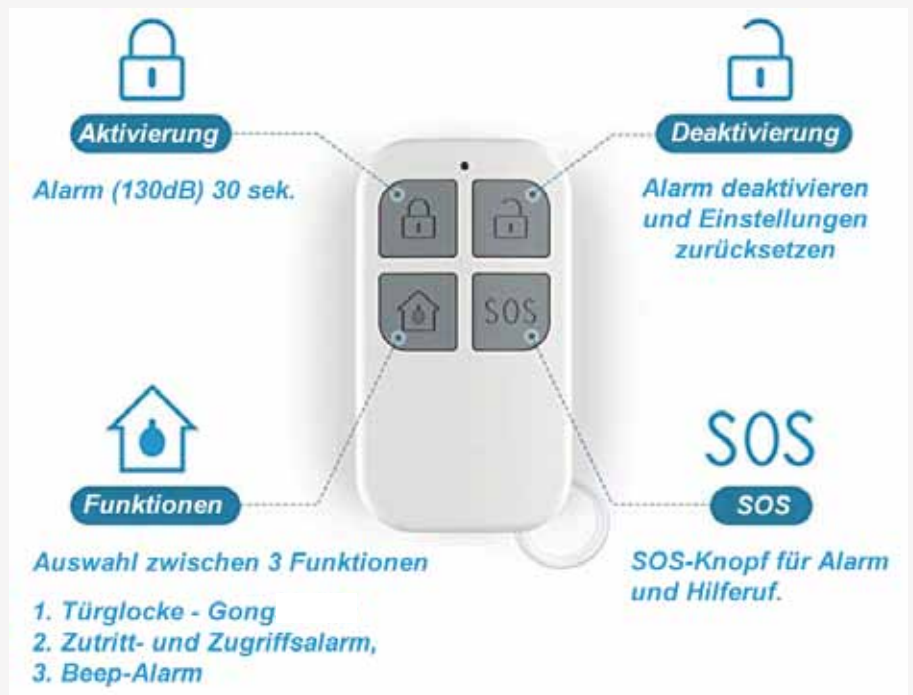 Aktivierung
Alarm (130dB) 30 sek.
Deaktivierung
Alarm deaktivieren
und Einstellungen
zurücksetzen
SOS
Funktionen
Auswahl zwischen 3 Funktionen
1. Türglocke - Gong
2. Zutritt- und Zugriffsalarm,
3. Beep-Alarm
SOS
SOS
SOS-Knopf für Alarm
und Hilferuf.